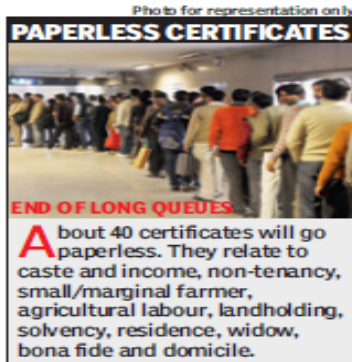 Photo for representation only
PAPERLESS CERTIFICATES
END OF LONG QUEUES
About 40 certificates will go
paperless. They relate to
caste and income, non-tenancy,
small/marginal farmer,
agricultural labour, landholding,
solvency, residence, widow,
bona fide and domicile.